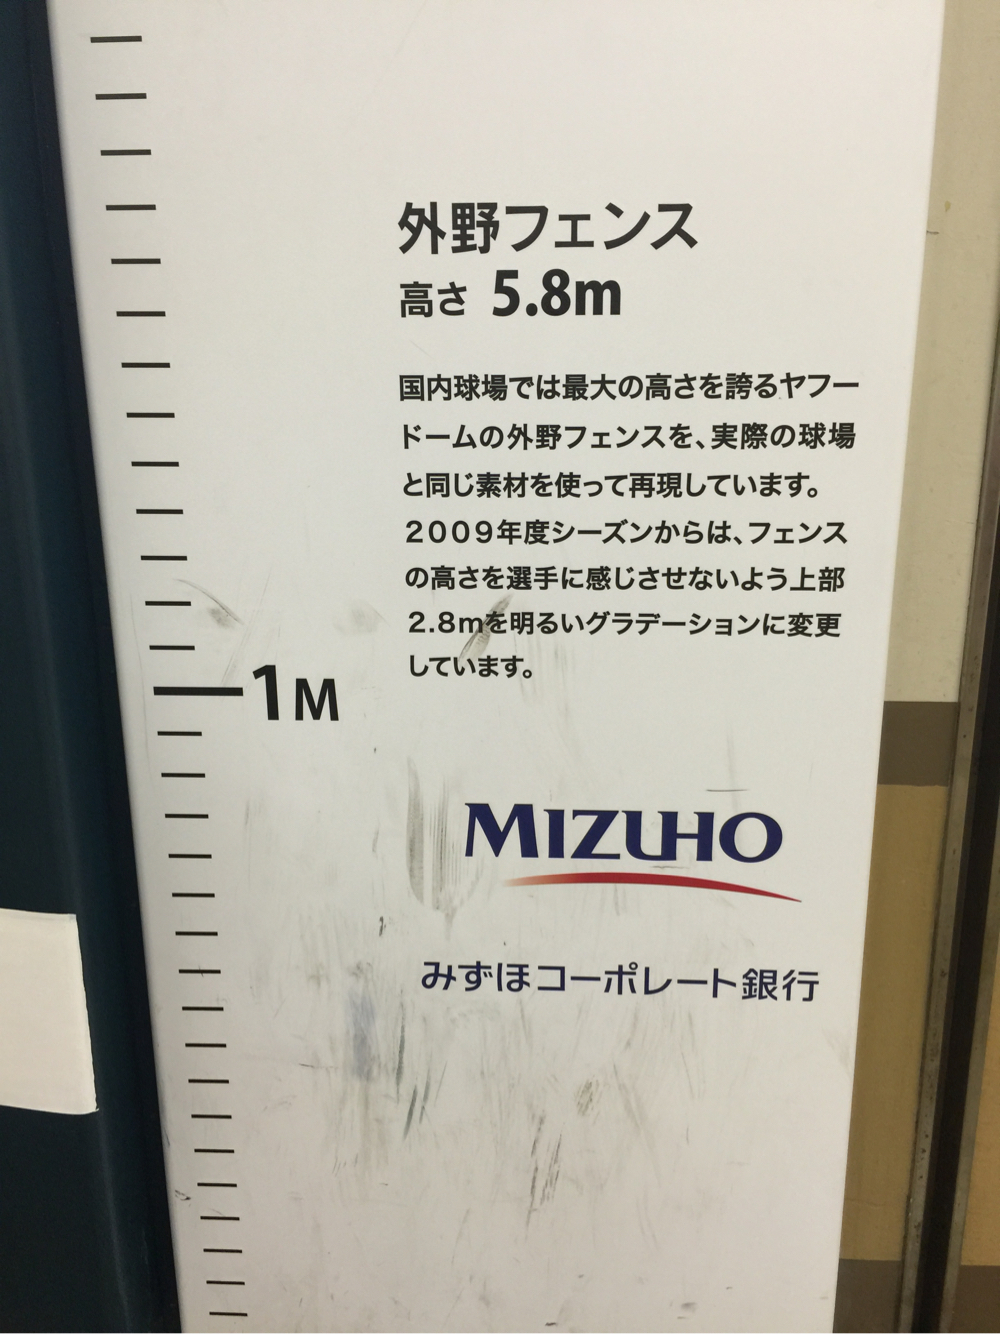 外野フェンス
高さ 5.8m
国内球場では最大の高さを誇るヤフー
ドームの外野フェンスを、実際の球場
と同じ素材を使って再現しています。
2009年度シーズンからは、フェンス
の高さを選手に感じさせないよう上部
2.8mを明るいグラデーションに変更
しています。
1M
MIZUHO
みずほコーポレート銀行